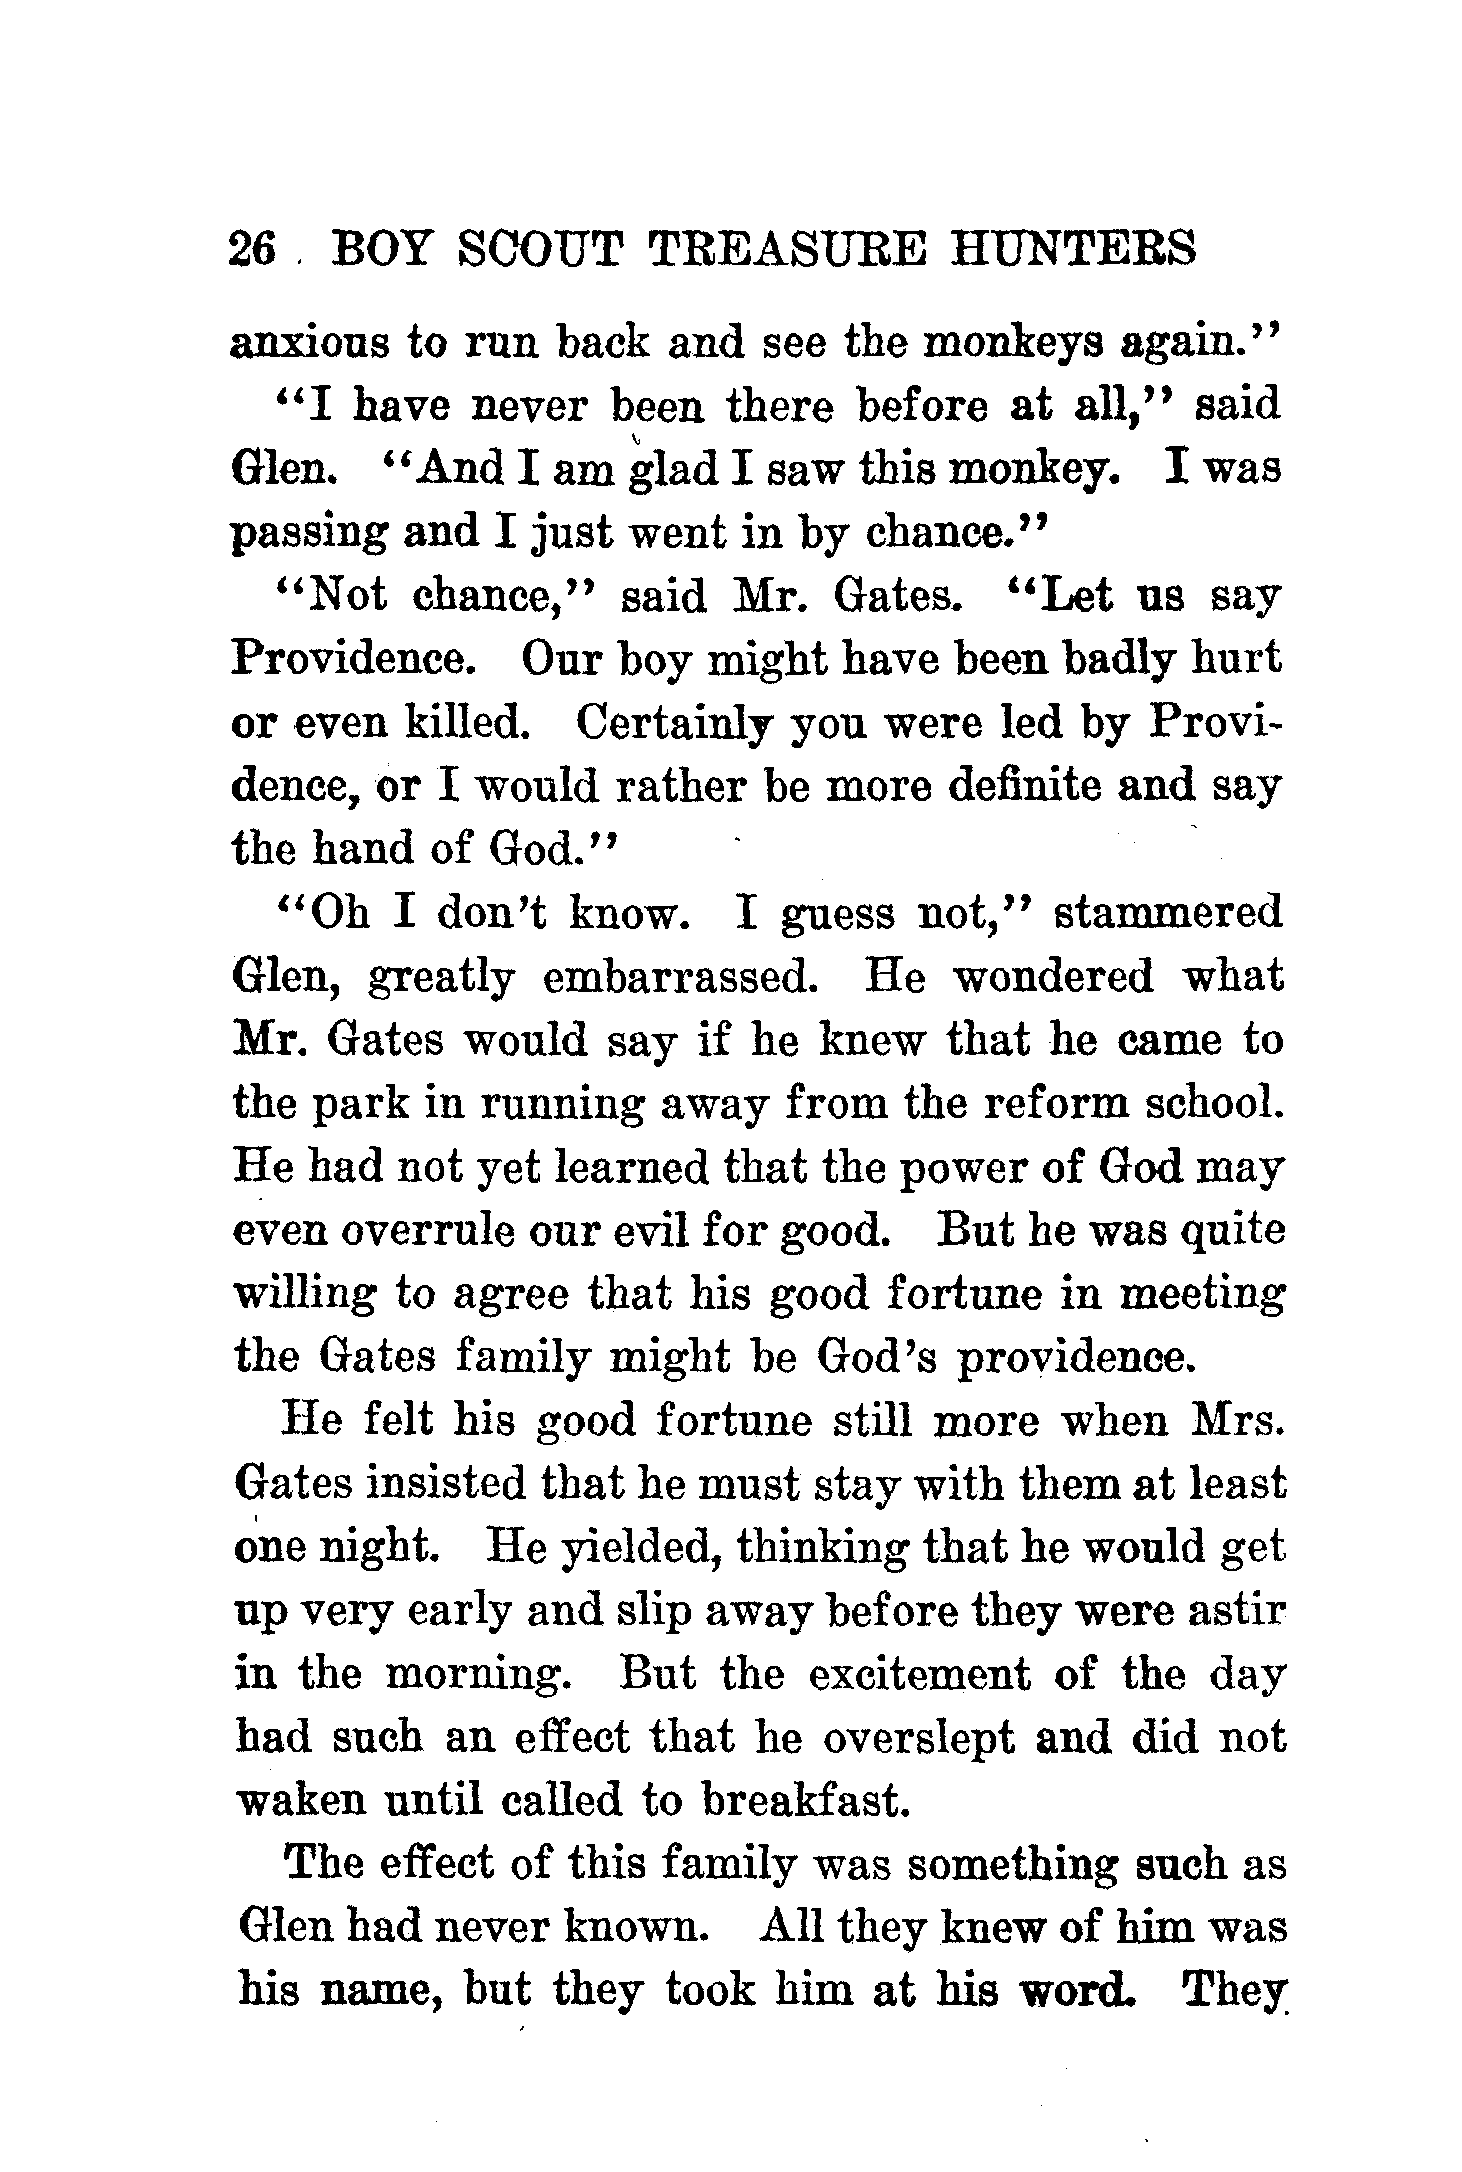 26 . BOY SCOUT TREASURE HUNTERS
anxious to run back and see the monkeys again."
"I have never been there before at all," said
Glen. "And I am glad I saw this monkey. I was
passing and I just went in by chance."
"Not chance," said Mr. Gates. "Let us say
Providence. Our boy might have been badly hurt
or even killed. Certainly you were led by Provi-
dence, or I would rather be more definite and say
the hand of God."
"Oh I don't know. I guess not," stammered
Glen, greatly embarrassed. He wondered what
Mr. Gates would say if he knew that he came to
the park in running away from the reform school.
He had not yet learned that the power of God may
even overrule our evil for good. But he was quite
willing to agree that his good fortune in meeting
the Gates family might be God's providence.
He felt his good fortune still more when Mrs.
Gates insisted that he must stay with them at least
one night. He yielded, thinking that he would get
up very early and slip away before they were astir
in the morning. But the excitement of the day
had such an effect that he overslept and did not
waken until called to breakfast.
The effect of this family was something such as
Glen had never known. All they knew of him was
his name, but they took him at his word. They